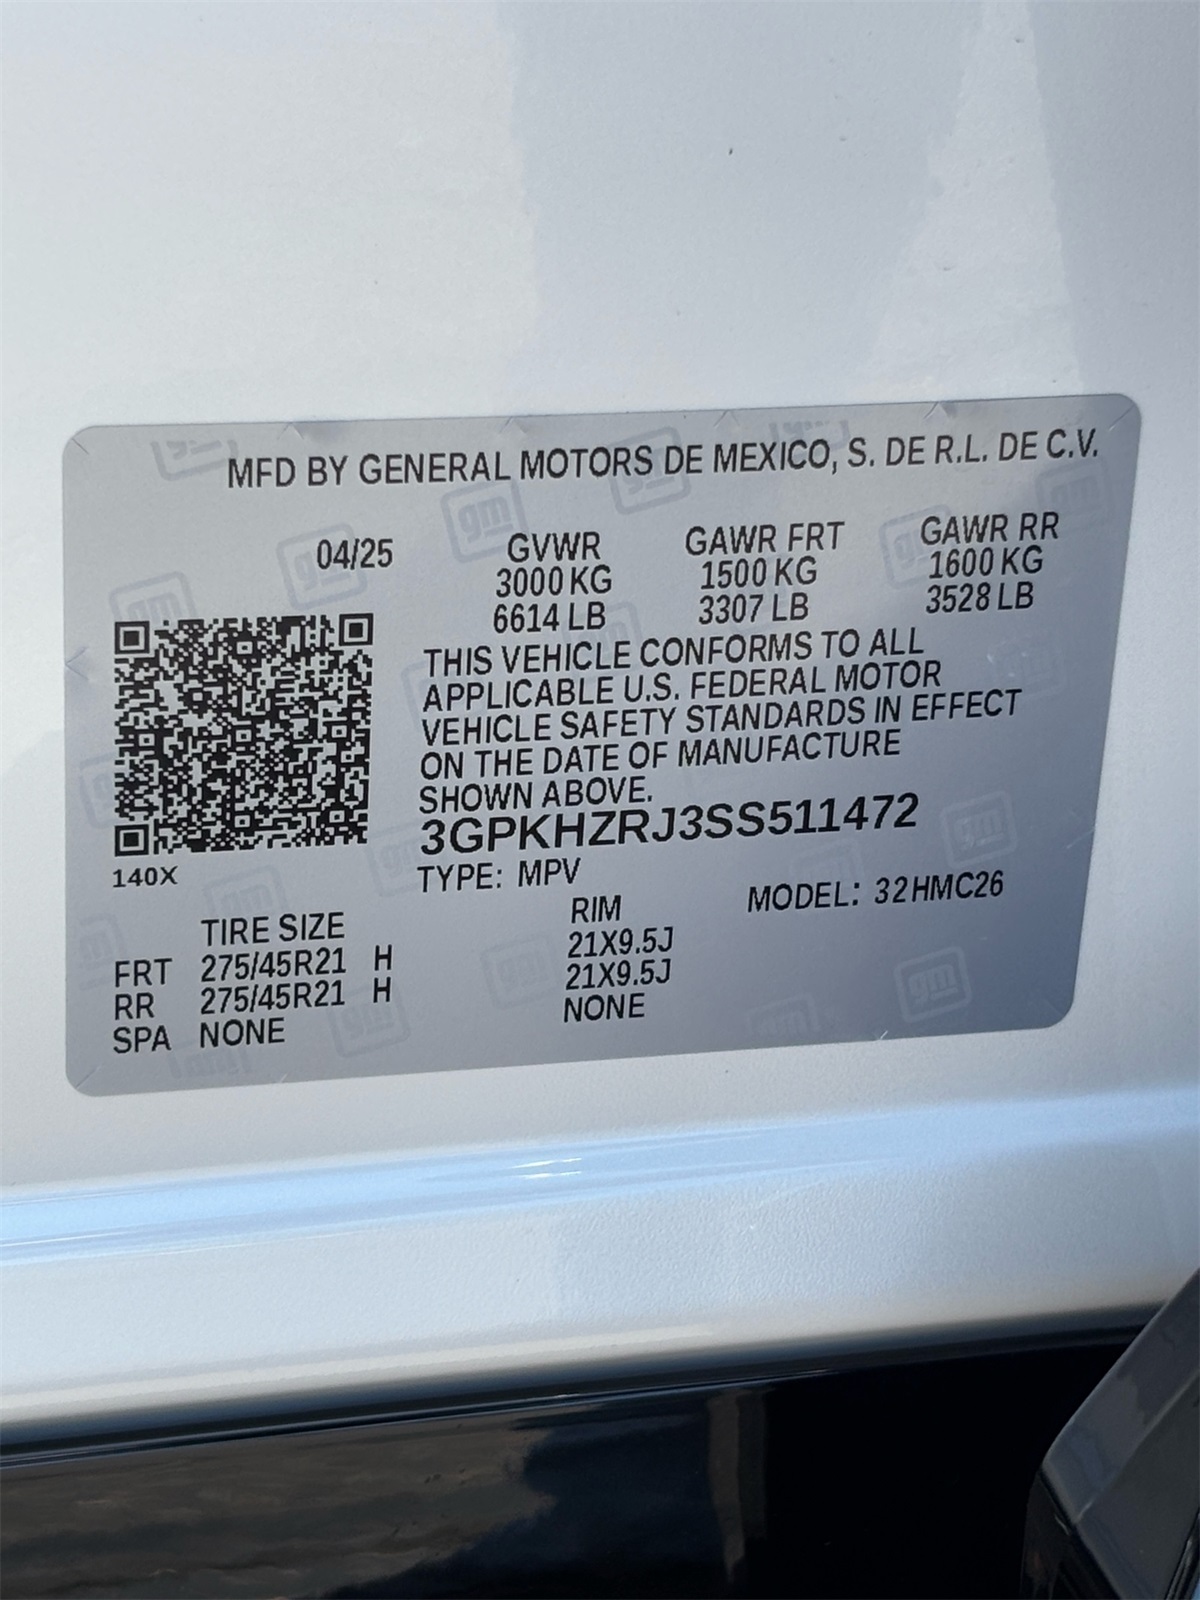 MFD BY GENERAL MOTORS DE MEXICO, S. DE R.L. DE C.V.
04/25 GVWR GAWR FRT GAWR RR
3000 KG 1500 KG 1600 KG
6614 LB 3307 LB 3528 LB
THIS VEHICLE CONFORMS TO ALL
APPLICABLE U.S. FEDERAL MOTOR
VEHICLE SAFETY STANDARDS IN EFFECT
ON THE DATE OF MANUFACTURE
SHOWN ABOVE.
3GPKHZRJ3SS511472
140X
TYPE: MPV MODEL: 32HMC26
TIRE SIZE RIM
FRT 275/45R21 H 21X9.5J
RR 275/45R21 H 21X9.5J
SPA NONE NONE